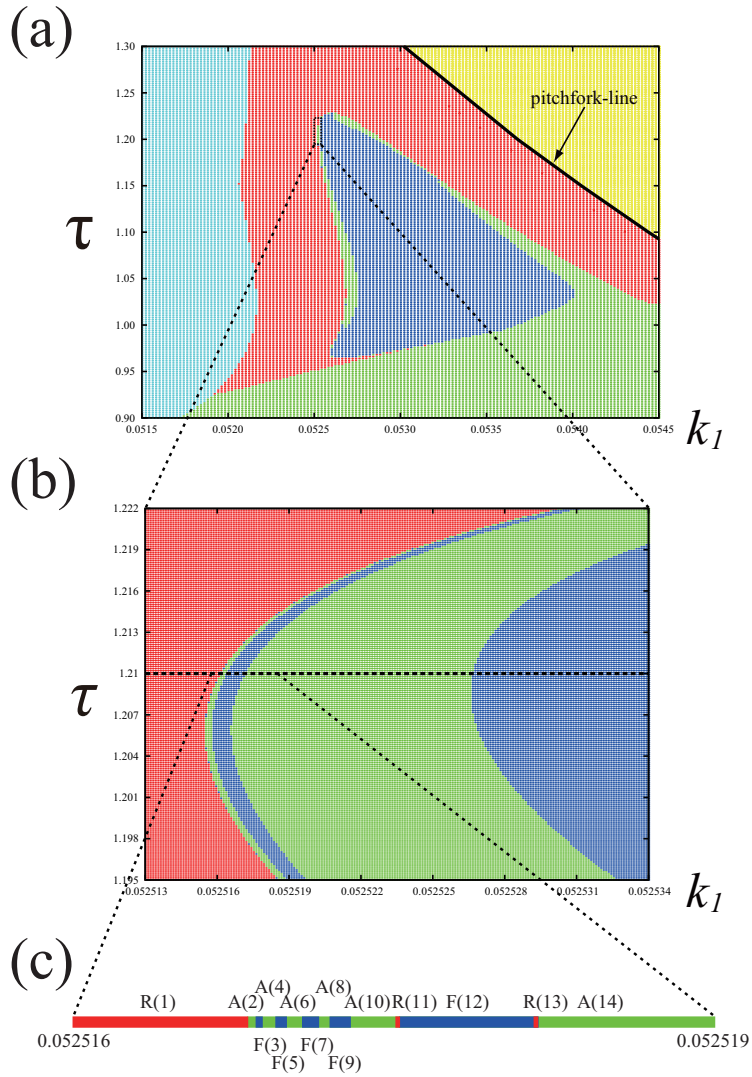 (a)
1.30
1.25
1.20
1.15
1.10
1.05
1.00
0.95
0.90
τ
pitchfork-line
0.0515 0.0520 0.0525 0.0530 0.0535 0.0540 0.0545
k1
(b)
1.222
1.219
1.216
1.213
1.21
1.207
1.204
1.201
1.198
1.195
τ
0.052513 0.052516 0.052519 0.052522 0.052525 0.052528 0.052531 0.052534
k1
(c)
A(4) A(8)
R(1) A(2) A(6) A(10) R(11) F(12) R(13) A(14)
F(3) F(7)
F(5) F(9)
0.052516 0.052519